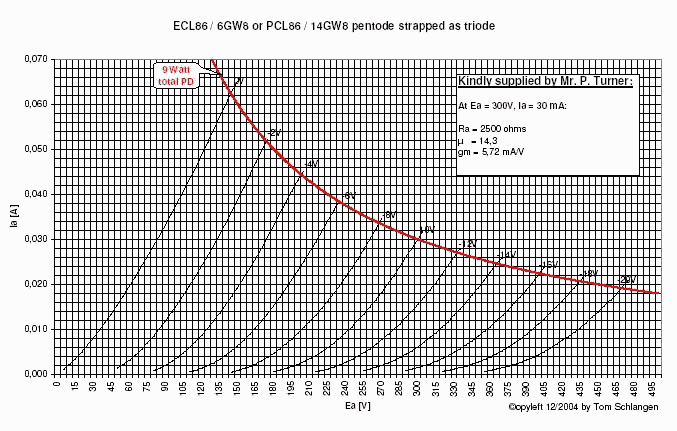 ECL86 / 6GW8 or PCL86 / 14GW8 pentode strapped as triode
0,070
0,060
0,050
0,040
0,030
0,020
0,010
0,000
Ia [A]
9 Watt
total PD
0V
-2V
-4V
-6V
-8V
-10V
-12V
-14V
-16V
-18V
-20V
Kindly supplied by Mr. P. Turner:
At Ea = 300V, Ia = 30 mA:
Ra = 2500 ohms
µ = 14,3
gm = 5,72 mA/V
0 15 30 45 60 75 90 105 120 135 150 165 180 195 210 225 240 255 270 285 300 315 330 345 360 375 390 405 420 435 450 465 480 495
Ea [V]
©opyleft 12/2004 by Tom Schlangen